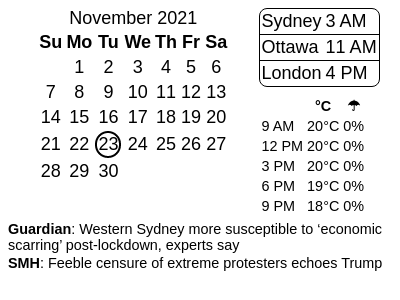 November 2021
Su Mo Tu We Th Fr Sa
1 2 3 4 5 6
7 8 9 10 11 12 13
14 15 16 17 18 19 20
21 22 23 24 25 26 27
28 29 30
Sydney 3 AM
Ottawa 11 AM
London 4 PM
°C ☂
9 AM 20°C 0%
12 PM 20°C 0%
3 PM 20°C 0%
6 PM 19°C 0%
9 PM 18°C 0%
Guardian: Western Sydney more susceptible to ‘economic
scarring’ post-lockdown, experts say
SMH: Feeble censure of extreme protesters echoes Trump